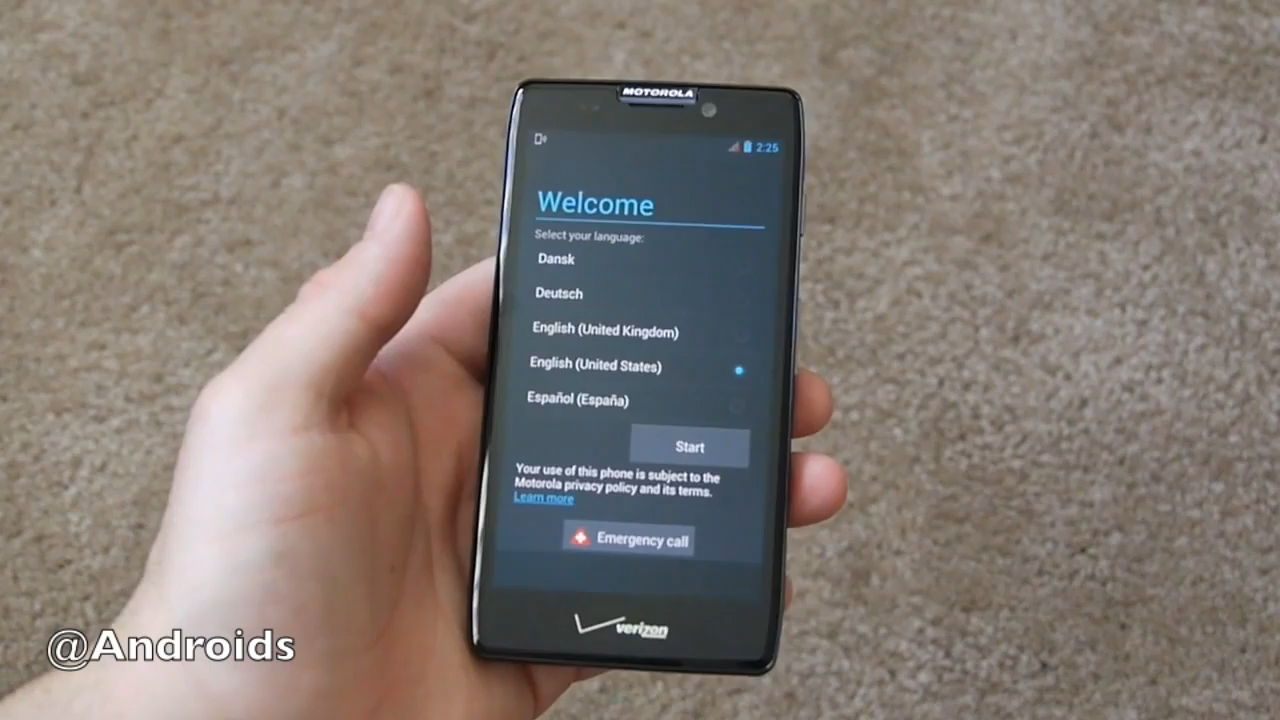 MOTOROLA
2:25
Welcome
Select your language:
Dansk
Deutsch
English (United Kingdom)
English (United States)
Español (España)
Start
Your use of this phone is subject to the
Motorola privacy policy and its terms.
Learn more
Emergency call
verizon
@Androids